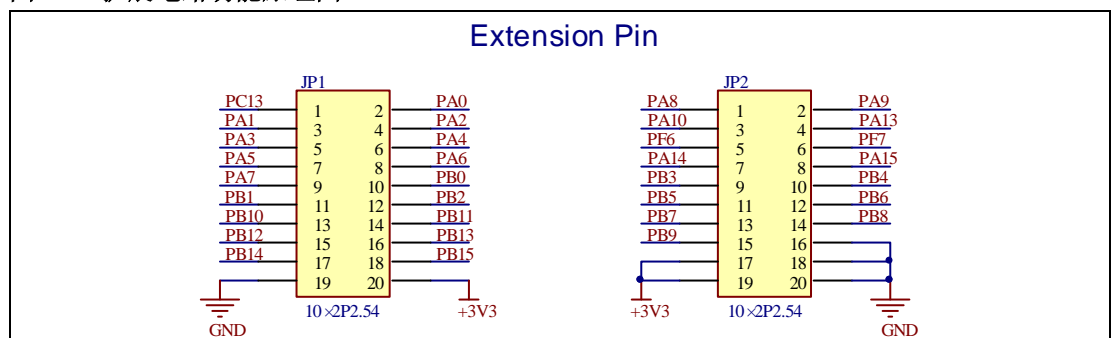 Extension Pin
JP1
PC13 1 2 PA0
PA1 3 4 PA2
PA3 5 6 PA4
PA5 7 8 PA6
PA7 9 10 PB0
PB1 11 12 PB2
PB10 13 14 PB11
PB12 15 16 PB13
PB14 17 18 PB15
19 20
GND
10×2P2.54
+3V3
JP2
PA8 1 2 PA9
PA10 3 4 PA13
PF6 5 6 PF7
PA14 7 8 PA15
PB3 9 10 PB4
PB5 11 12 PB6
PB7 13 14 PB8
PB9 15 16
17 18
19 20
+3V3
10×2P2.54
GND